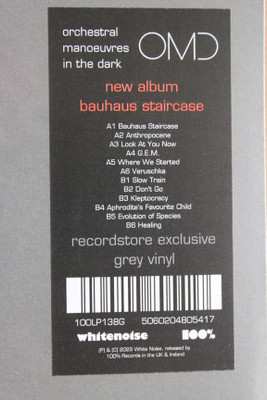 orchestral
manoeuvres
in the dark
OMD
new album
bauhaus staircase
A1 Bauhaus Staircase
A2 Anthropocene
A3 Look At You Now
A4 G.E.M.
A5 Where We Started
A6 Veruschka
B1 Slow Train
B2 Don't Go
B3 Kleptocracy
B4 Aphrodite's Favourite Child
B5 Evolution of Species
B6 Healing
recordstore exclusive
grey vinyl
100LP138G 5060204805417
whitenoise 100%
(P) & (C) 2023 White Noise, released by
100% Records in the UK & Ireland